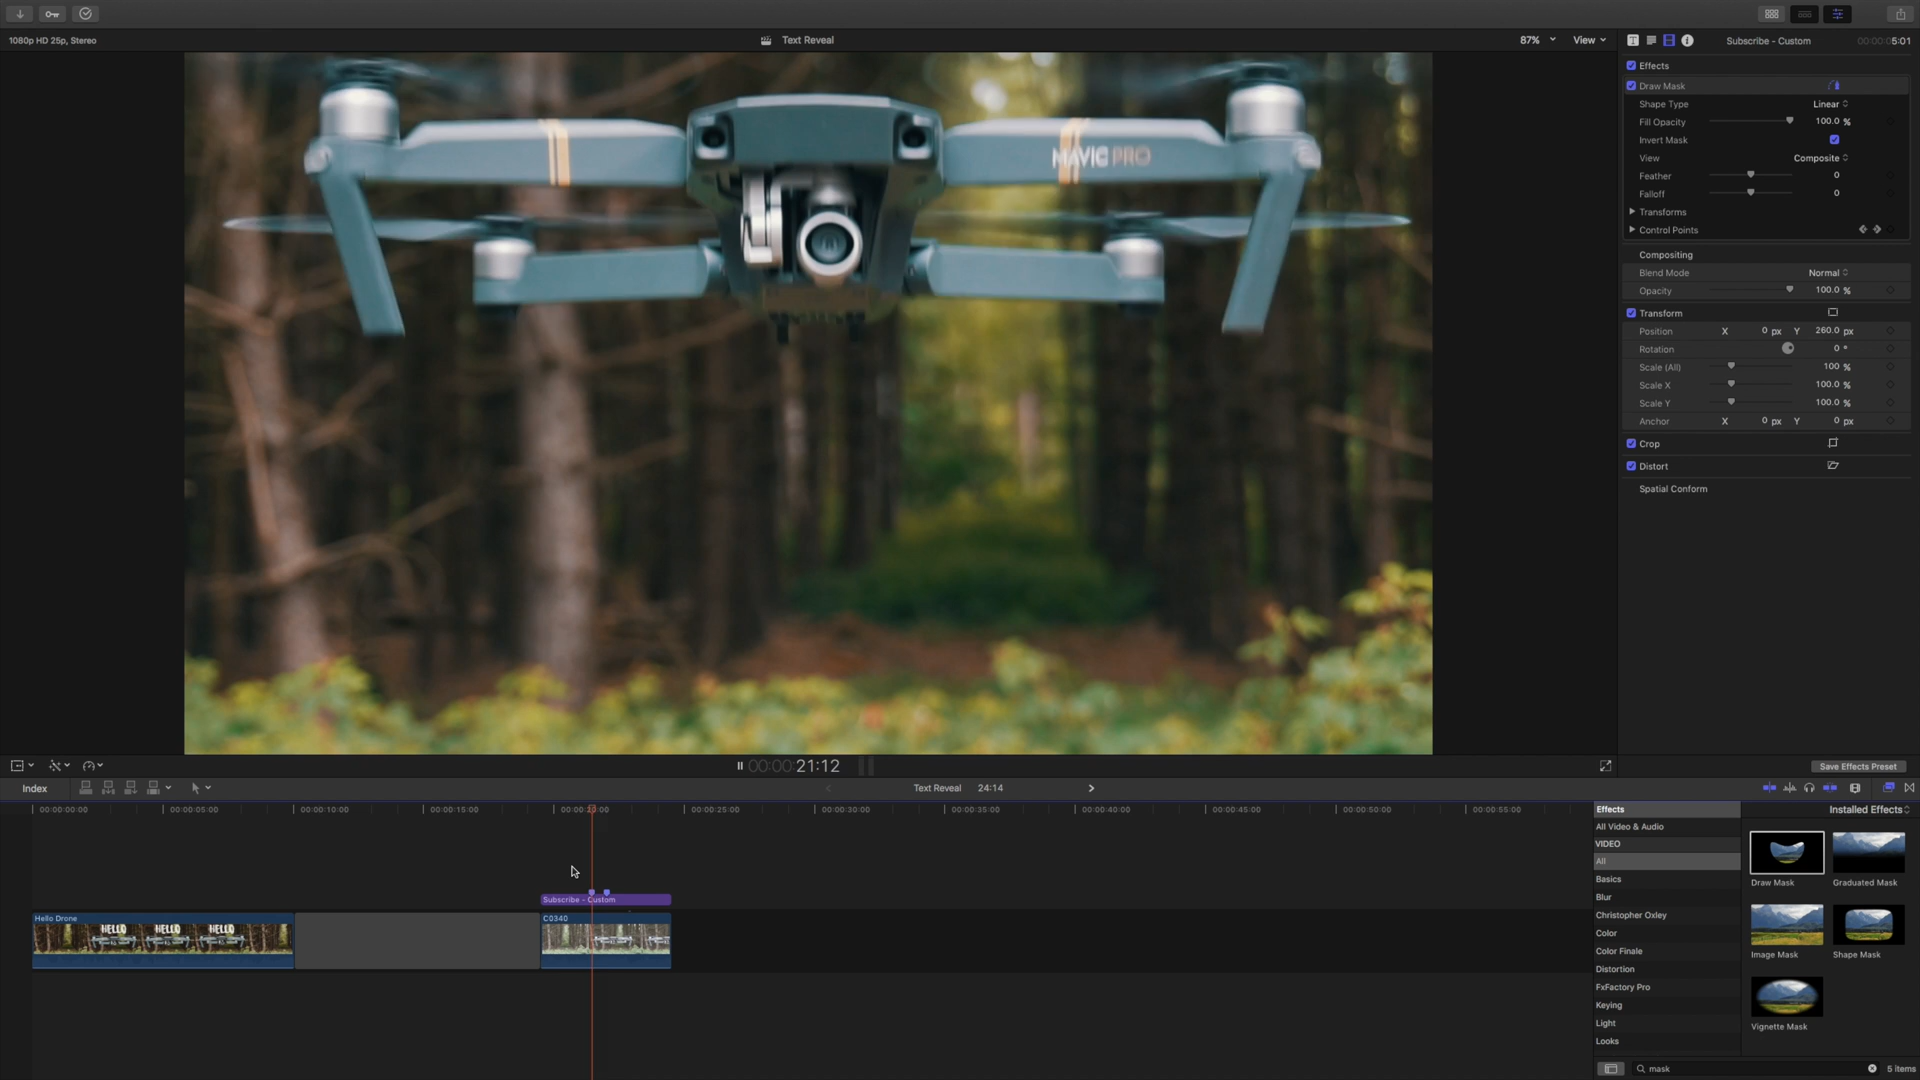 1080p HD 25p, Stereo
Text Reveal
87%
View
Subscribe - Custom
00:00:05:01
Effects
Draw Mask
Shape Type
Linear
Fill Opacity
100.0 %
Invert Mask
View
Composite
Feather
0
Falloff
0
Transforms
Control Points
Compositing
Blend Mode
Normal
Opacity
100.0 %
Transform
Position
X
0 px
Y
260.0 px
Rotation
0 °
Scale (All)
100 %
Scale X
100.0 %
Scale Y
100.0 %
Anchor
X
0 px
Y
0 px
Crop
Distort
Spatial Conform
MAVIC PRO
00:00:21:12
Save Effects Preset
Index
Text Reveal
24:14
00:00:00:00
00:00:05:00
00:00:10:00
00:00:15:00
00:00:20:00
00:00:25:00
00:00:30:00
00:00:35:00
00:00:40:00
00:00:45:00
00:00:50:00
00:00:55:00
Subscribe - Custom
Hello Drone
HELLO
HELLO
HELLO
C0340
Effects
Installed Effects
All Video & Audio
VIDEO
All
Basics
Blur
Christopher Oxley
Color
Color Finale
Distortion
FxFactory Pro
Keying
Light
Looks
Draw Mask
Graduated Mask
Image Mask
Shape Mask
Vignette Mask
mask
5 items